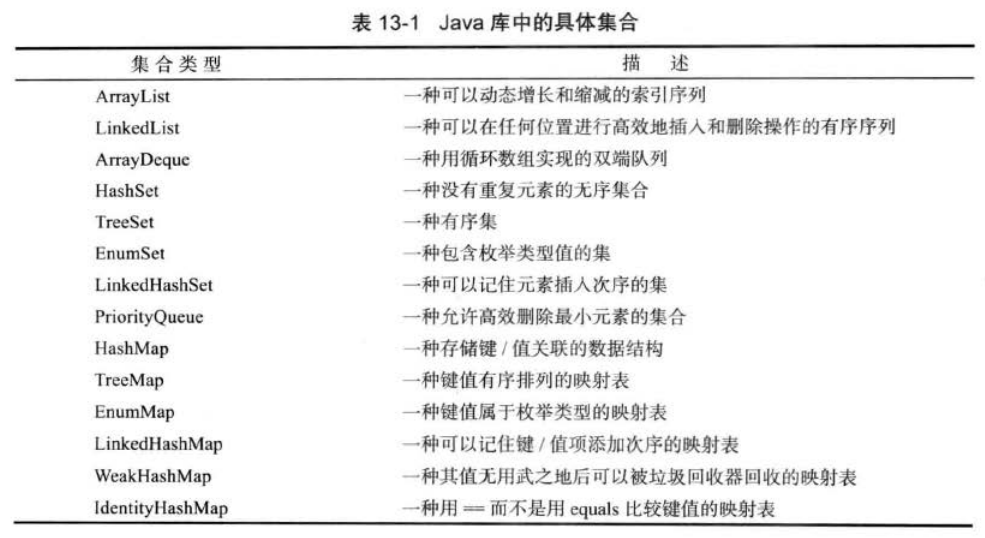 表 13-1 Java 库中的具体集合
集合类型 描 述
ArrayList 一种可以动态增长和缩减的索引序列
LinkedList 一种可以在任何位置进行高效地插入和删除操作的有序序列
ArrayDeque 一种用循环数组实现的双端队列
HashSet 一种没有重复元素的无序集合
TreeSet 一种有序集
EnumSet 一种包含枚举类型值的集
LinkedHashSet 一种可以记住元素插入次序的集
PriorityQueue 一种允许高效删除最小元素的集合
HashMap 一种存储键 / 值关联的数据结构
TreeMap 一种键值有序排列的映射表
EnumMap 一种键值属于枚举类型的映射表
LinkedHashMap 一种可以记住键 / 值项添加次序的映射表
WeakHashMap 一种其值无用武之地后可以被垃圾回收器回收的映射表
IdentityHashMap 一种用 == 而不是用 equals 比较键值的映射表